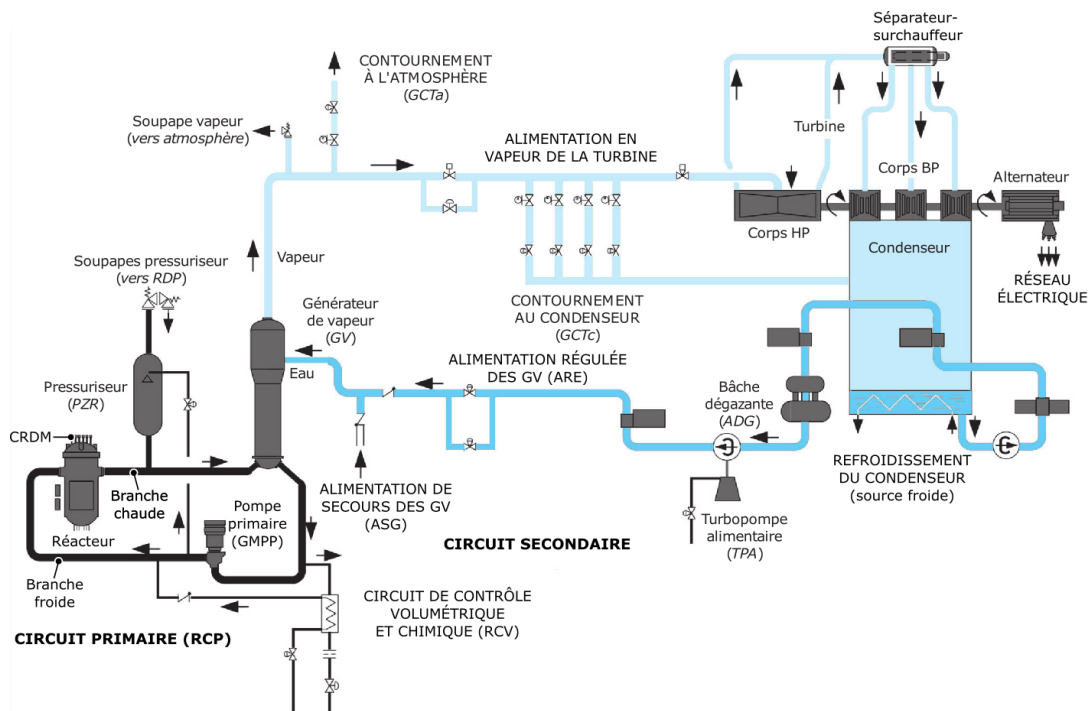 Séparateur-
surchauffeur
CONTOURNEMENT
À L'ATMOSPHÈRE
(GCTa)
Soupape vapeur
(vers atmosphère)
ALIMENTATION EN
VAPEUR DE LA TURBINE
Turbine
Corps BP
Alternateur
Corps HP
Condenseur
Vapeur
Soupapes pressuriseur
(vers RDP)
RÉSEAU
ÉLECTRIQUE
Générateur
de vapeur
(GV)
CONTOURNEMENT
AU CONDENSEUR
(GCTc)
Eau
ALIMENTATION RÉGULÉE
DES GV (ARE)
Pressuriseur
(PZR)
Bâche
dégazante
(ADG)
CRDM
REFROIDISSEMENT
DU CONDENSEUR
(source froide)
Branche
chaude
ALIMENTATION DE
SECOURS DES GV
(ASG)
Pompe
primaire
(GMPP)
Réacteur
CIRCUIT SECONDAIRE
Turbopompe
alimentaire
(TPA)
Branche
froide
CIRCUIT DE CONTRÔLE
VOLUMÉTRIQUE
ET CHIMIQUE (RCV)
CIRCUIT PRIMAIRE (RCP)